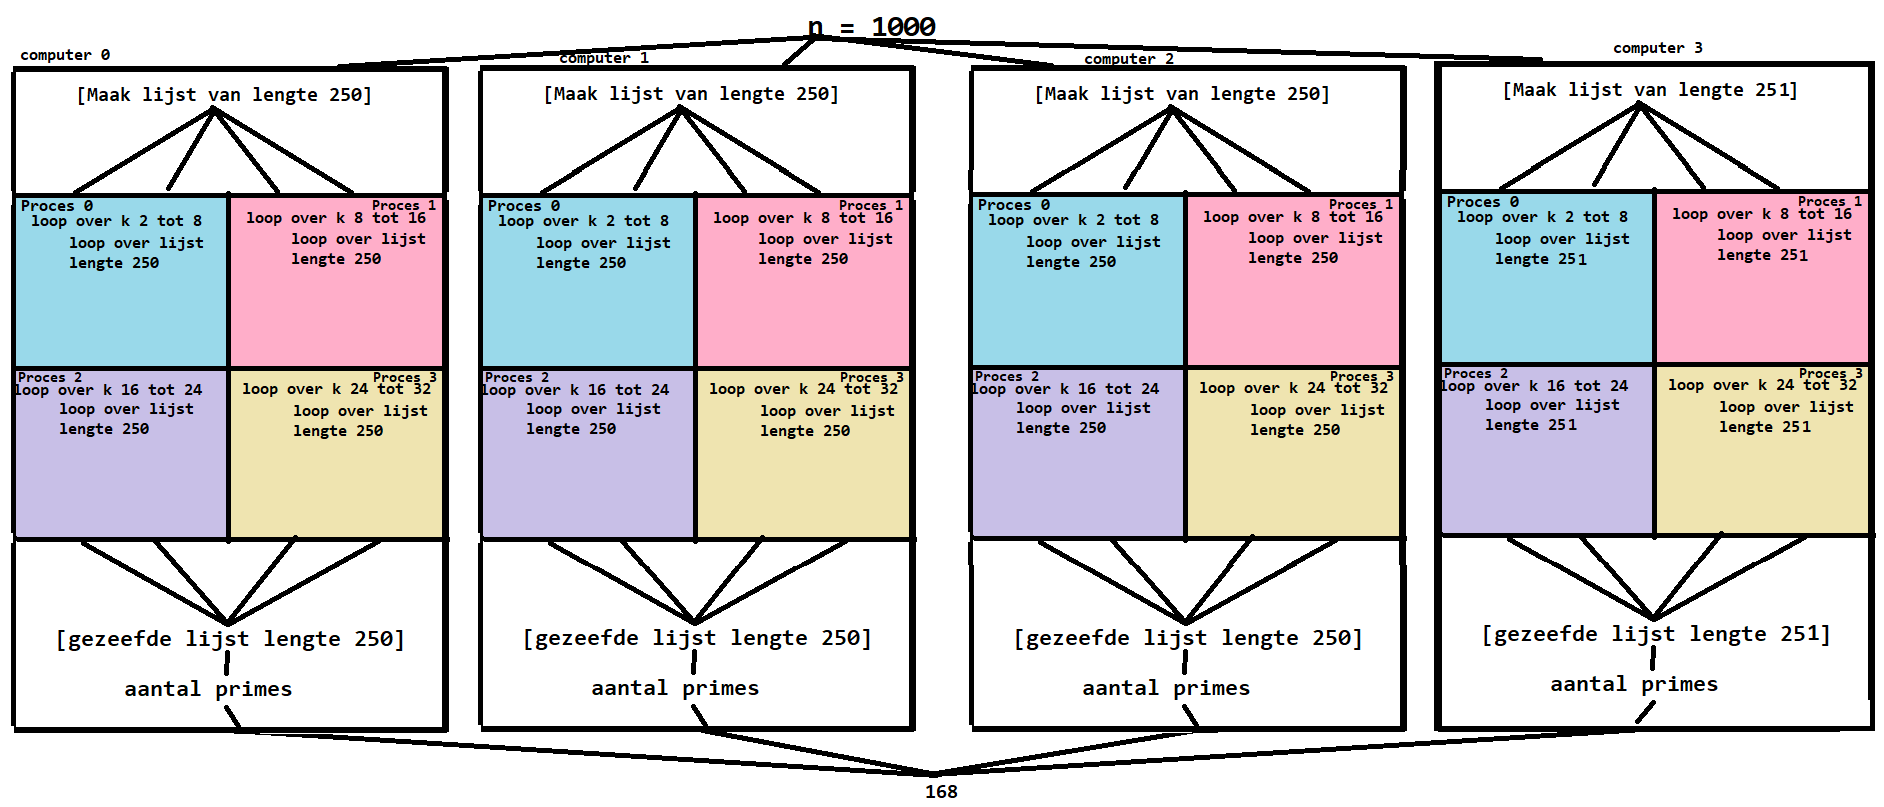 n = 1000
computer 0
[Maak lijst van lengte 250]
Proces 0
loop over k 2 tot 8
loop over lijst
lengte 250
Proces 1
loop over k 8 tot 16
loop over lijst
lengte 250
Proces 2
loop over k 16 tot 24
loop over lijst
lengte 250
Proces 3
loop over k 24 tot 32
loop over lijst
lengte 250
[gezeefde lijst lengte 250]
aantal primes
computer 1
[Maak lijst van lengte 250]
Proces 0
loop over k 2 tot 8
loop over lijst
lengte 250
Proces 1
loop over k 8 tot 16
loop over lijst
lengte 250
Proces 2
loop over k 16 tot 24
loop over lijst
lengte 250
Proces 3
loop over k 24 tot 32
loop over lijst
lengte 250
[gezeefde lijst lengte 250]
aantal primes
computer 2
[Maak lijst van lengte 250]
Proces 0
loop over k 2 tot 8
loop over lijst
lengte 250
Proces 1
loop over k 8 tot 16
loop over lijst
lengte 250
Proces 2
loop over k 16 tot 24
loop over lijst
lengte 250
Proces 3
loop over k 24 tot 32
loop over lijst
lengte 250
[gezeefde lijst lengte 250]
aantal primes
computer 3
[Maak lijst van lengte 251]
Proces 0
loop over k 2 tot 8
loop over lijst
lengte 251
Proces 1
loop over k 8 tot 16
loop over lijst
lengte 251
Proces 2
loop over k 16 tot 24
loop over lijst
lengte 251
Proces 3
loop over k 24 tot 32
loop over lijst
lengte 251
[gezeefde lijst lengte 251]
aantal primes
168